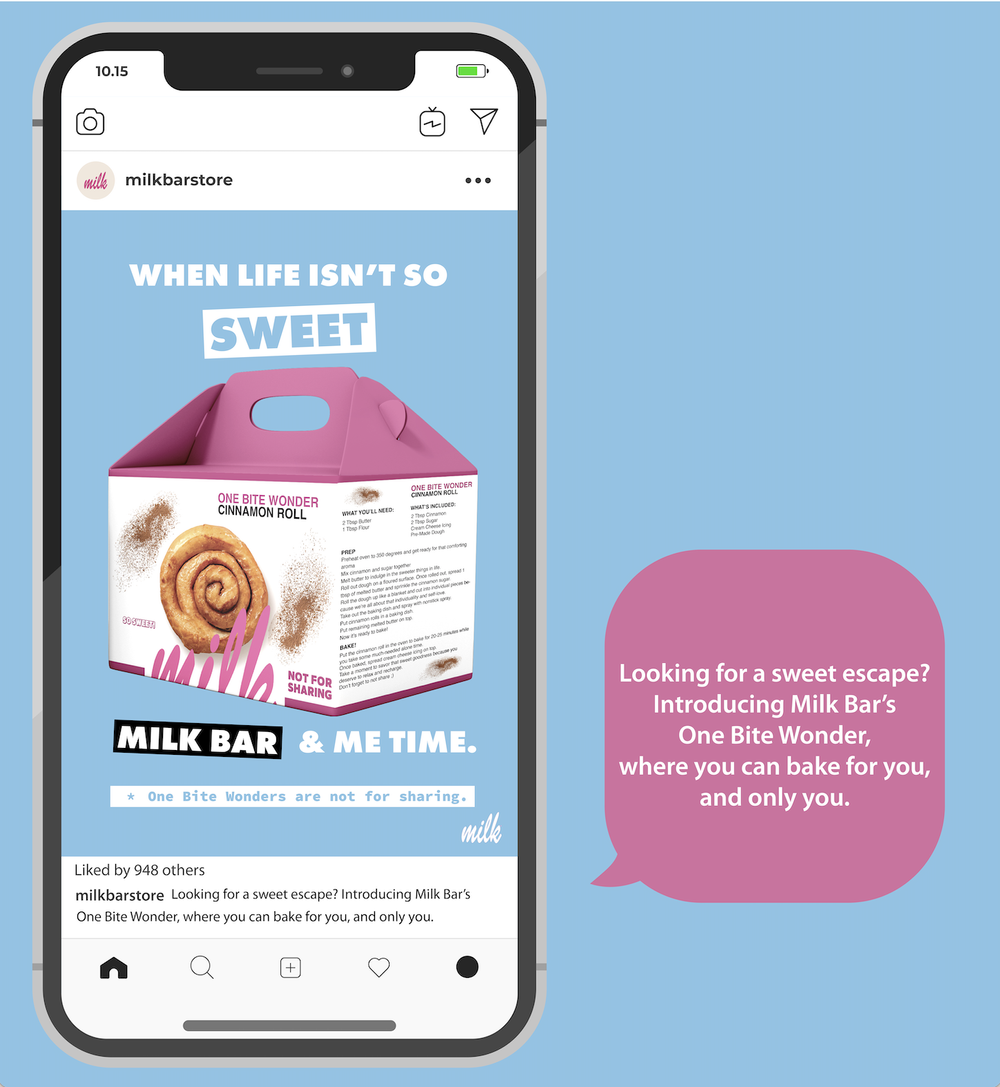 10.15
milk
milkbarstore
WHEN LIFE ISN'T SO
SWEET
ONE BITE WONDER
CINNAMON ROLL
SO SWEET!
milk
NOT FOR
SHARING
WHAT YOU'LL NEED:
2 Tbsp Butter
1 Tbsp Flour
ONE BITE WONDER
CINNAMON ROLL
WHAT'S INCLUDED:
2 Tbsp Cinnamon
2 Tbsp Sugar
Cream Cheese Icing
Pre-Made Dough
PREP
Preheat oven to 350 degrees and get ready for that comforting
aroma
Mix cinnamon and sugar together
Melt butter to indulge in the sweeter things in life.
Roll out dough on a floured surface. Once rolled out, spread 1
tbsp of melted butter and sprinkle the cinnamon sugar
Roll the dough up like a blanket and cut into individual pieces be-
cause we're all about that individuality and self-love.
Take out the baking dish and spray with nonstick spray.
Put cinnamon rolls in a baking dish.
Put remaining melted butter on top.
Now it's ready to bake!
BAKE!
Put the cinnamon roll in the oven to bake for 20-25 minutes while
you take some much-needed alone time.
Once baked, spread cream cheese icing on top.
Take a moment to savor that sweet goodness because you
deserve to relax and recharge.
Don't forget to not share ;)
MILK BAR & ME TIME.
* One Bite Wonders are not for sharing.
milk
Liked by 948 others
milkbarstore Looking for a sweet escape? Introducing Milk Bar's
One Bite Wonder, where you can bake for you, and only you.
Looking for a sweet escape?
Introducing Milk Bar's
One Bite Wonder,
where you can bake for you,
and only you.